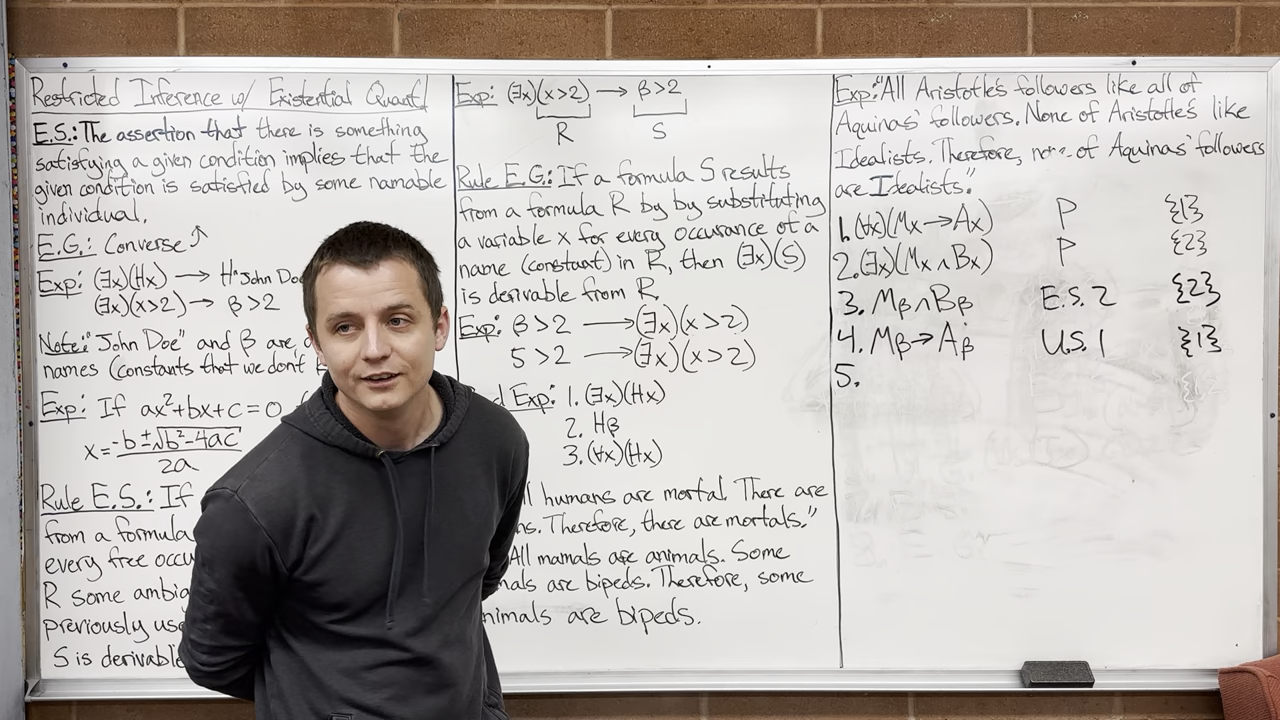 Restricted Inference w/ Existential Quant.
E.S.: The assertion that there is something
satisfying a given condition implies that the
given condition is satisfied by some namable
individual.
E.G.: Converse ↑
Exp: (∃x)(Hx) → H"John Doe
(∃x)(x>2) → β>2
Note: "John Doe" and β are
names (constants that we don't
Exp: If ax²+bx+c=0
x = -b±√b²-4ac / 2a
Rule E.S.: If
from a formula
every free occu
R some ambig
previously use
S is derivable
Exp: (∃x)(x>2) → β>2
R S
Rule E.G.: If a formula S results
from a formula R by by substituting
a variable x for every occurance of a
name (constant) in R, then (∃x)(S)
is derivable from R.
Exp: β>2 → (∃x)(x>2)
5>2 → (∃x)(x>2)
Exp: 1. (∃x)(Hx)
2. Hβ
3. (∀x)(Hx)
ll humans are mortal. There are
ns. Therefore, there are mortals."
All mamals are animals. Some
mals are bipeds. Therefore, some
nimals are bipeds.
Exp: "All Aristotle's followers like all of
Aquinas' followers. None of Aristotle's like
Idealists. Therefore, none of Aquinas' followers
are Idealists."
1. (∀x)(Mx→Ax) P {1}
2. (∃x)(Mx∧Bx) P {2}
3. Mβ∧Bβ E.S. 2 {2}
4. Mβ→Aβ U.S. 1 {1}
5.